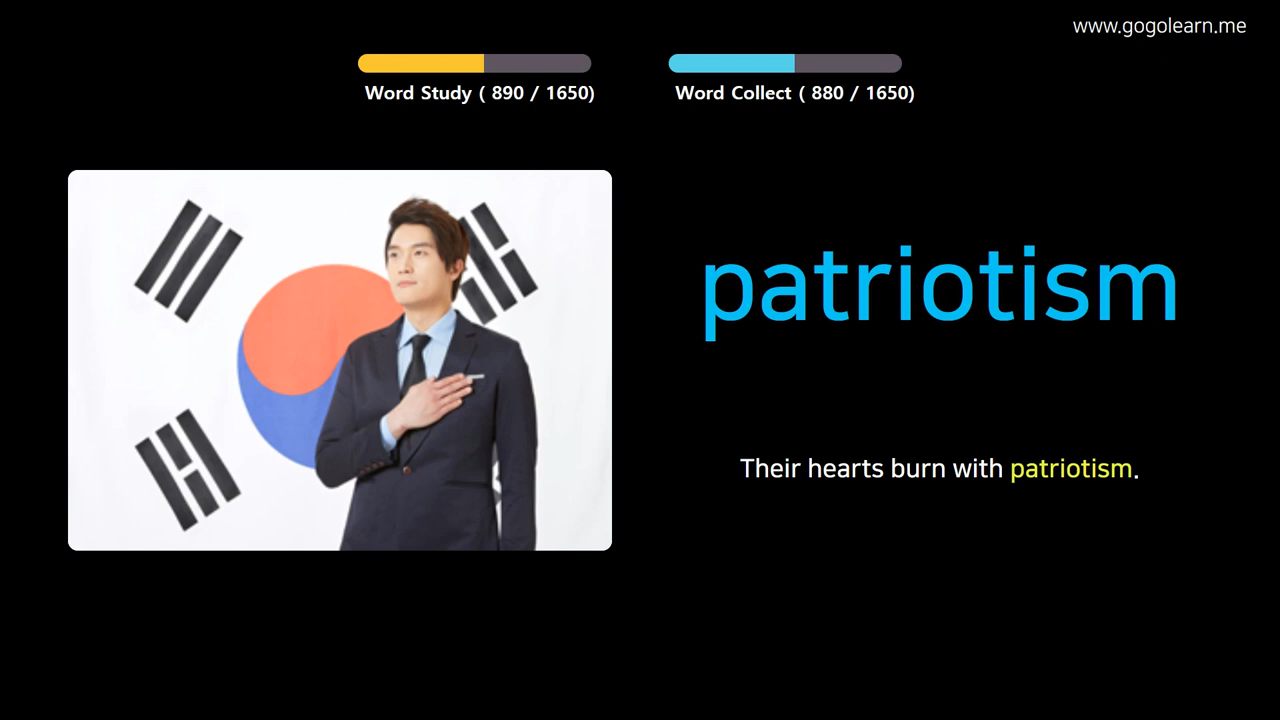 www.gogolearn.me
Word Study ( 890 / 1650)
Word Collect ( 880 / 1650)
patriotism
Their hearts burn with patriotism.